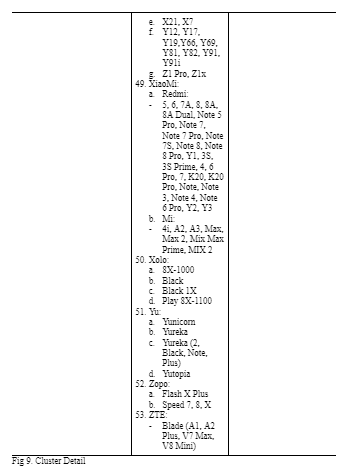 e. X21, X7
f. Y12, Y17,
Y19,Y66, Y69,
Y81, Y82, Y91,
Y91i
g. Z1 Pro, Z1x
49. XiaoMi:
a. Redmi:
- 5, 6, 7A, 8, 8A,
8A Dual, Note 5
Pro, Note 7,
Note 7 Pro, Note
7S, Note 8, Note
8 Pro, Y1, 3S,
3S Prime, 4, 6
Pro, 7, K20, K20
Pro, Note, Note
3, Note 4, Note
6 Pro, Y2, Y3
b. Mi:
- 4i, A2, A3, Max,
Max 2, Mix Max
Prime, MIX 2
50. Xolo:
a. 8X-1000
b. Black
c. Black 1X
d. Play 8X-1100
51. Yu:
a. Yunicorn
b. Yureka
c. Yureka (2,
Black, Note,
Plus)
d. Yutopia
52. Zopo:
a. Flash X Plus
b. Speed 7, 8, X
53. ZTE:
- Blade (A1, A2
Plus, V7 Max,
V8 Mini)
Fig 9. Cluster Detail